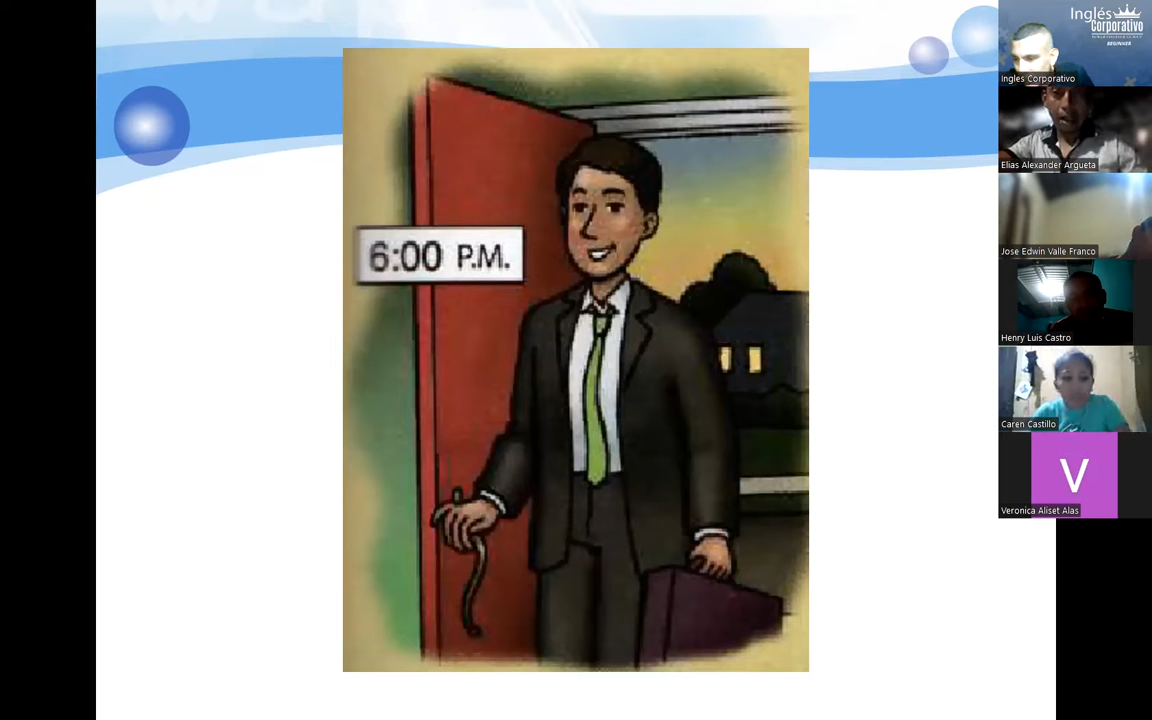 6:00 P.M.
Inglés
Corporativo
BEGINNER
Ingles Corporativo
Elias Alexander Argueta
Jose Edwin Valle Franco
Henry Luis Castro
Caren Castillo
V
Veronica Aliset Alas